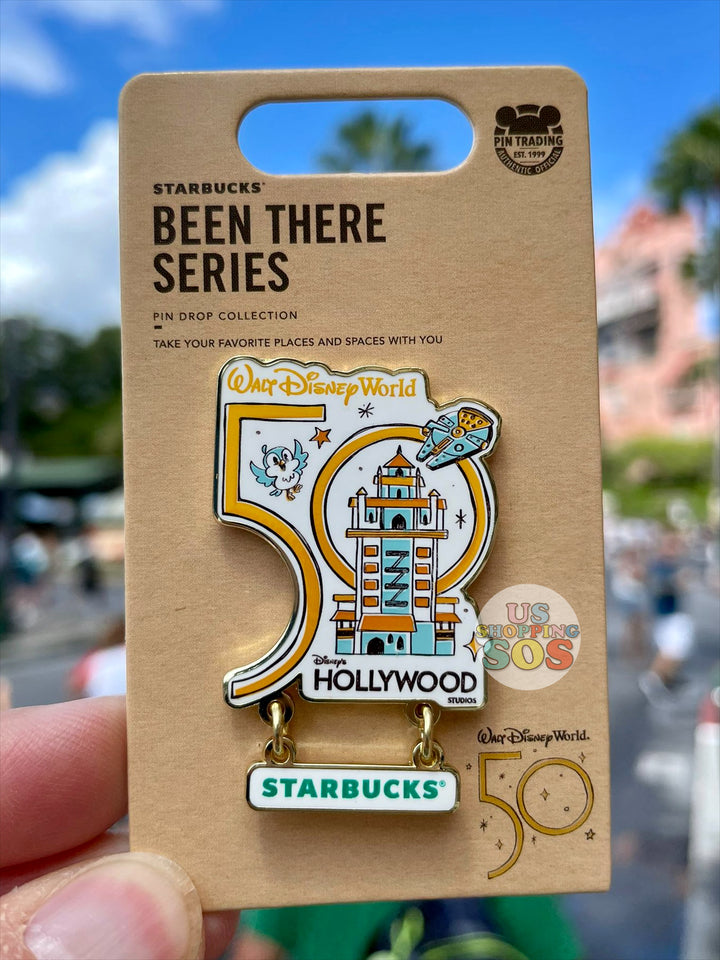 PIN TRADING
EST. 1999
AUTHENTIC OFFICIAL
STARBUCKS®
BEEN THERE
SERIES
PIN DROP COLLECTION
TAKE YOUR FAVORITE PLACES AND SPACES WITH YOU
WALT DISNEY WORLD
50
DISNEY'S
HOLLYWOOD
STUDIOS
US
SHOPPING
SOS
STARBUCKS®
WALT DISNEY WORLD®
50